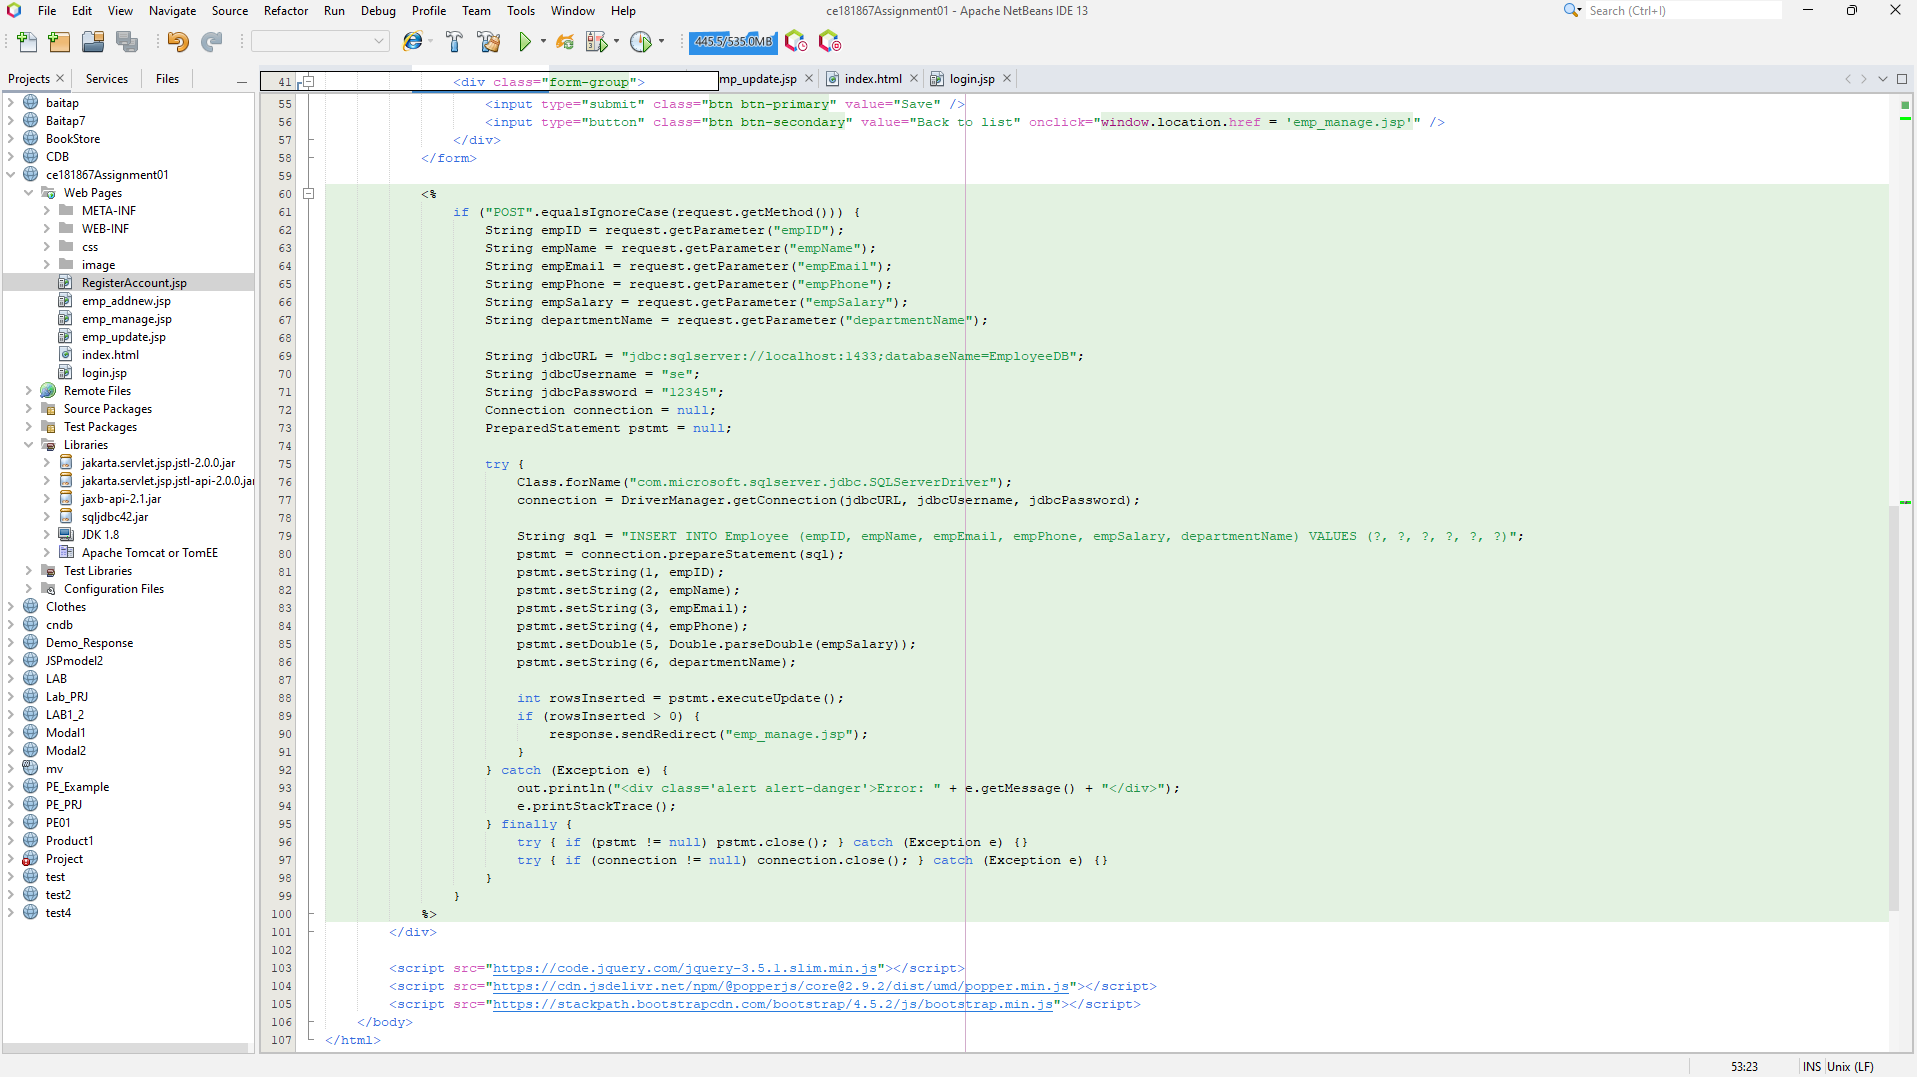 File Edit View Navigate Source Refactor Run Debug Profile Team Tools Window Help
ce181867Assignment01 - Apache NetBeans IDE 13
Search (Ctrl+I)
445.5/535.0MB
Projects Services Files
baitap
Baitap7
BookStore
CDB
ce181867Assignment01
Web Pages
META-INF
WEB-INF
css
image
RegisterAccount.jsp
emp_addnew.jsp
emp_manage.jsp
emp_update.jsp
index.html
login.jsp
Remote Files
Source Packages
Test Packages
Libraries
jakarta.servlet.jsp.jstl-2.0.0.jar
jakarta.servlet.jsp.jstl-api-2.0.0.jar
jaxb-api-2.1.jar
sqljdbc42.jar
JDK 1.8
Apache Tomcat or TomEE
Test Libraries
Configuration Files
Clothes
cndb
Demo_Response
JSPmodel2
LAB
Lab_PRJ
LAB1_2
Modal1
Modal2
mv
PE_Example
PE_PRJ
PE01
Product1
Project
test
test2
test4
mp_update.jsp index.html login.jsp
41 <div class="form-group">
55 <input type="submit" class="btn btn-primary" value="Save" />
56 <input type="button" class="btn btn-secondary" value="Back to list" onclick="window.location.href = 'emp_manage.jsp'" />
57 </div>
58 </form>
59
60 <%
61 if ("POST".equalsIgnoreCase(request.getMethod())) {
62 String empID = request.getParameter("empID");
63 String empName = request.getParameter("empName");
64 String empEmail = request.getParameter("empEmail");
65 String empPhone = request.getParameter("empPhone");
66 String empSalary = request.getParameter("empSalary");
67 String departmentName = request.getParameter("departmentName");
68
69 String jdbcURL = "jdbc:sqlserver://localhost:1433;databaseName=EmployeeDB";
70 String jdbcUsername = "se";
71 String jdbcPassword = "12345";
72 Connection connection = null;
73 PreparedStatement pstmt = null;
74
75 try {
76 Class.forName("com.microsoft.sqlserver.jdbc.SQLServerDriver");
77 connection = DriverManager.getConnection(jdbcURL, jdbcUsername, jdbcPassword);
78
79 String sql = "INSERT INTO Employee (empID, empName, empEmail, empPhone, empSalary, departmentName) VALUES (?, ?, ?, ?, ?, ?)";
80 pstmt = connection.prepareStatement(sql);
81 pstmt.setString(1, empID);
82 pstmt.setString(2, empName);
83 pstmt.setString(3, empEmail);
84 pstmt.setString(4, empPhone);
85 pstmt.setDouble(5, Double.parseDouble(empSalary));
86 pstmt.setString(6, departmentName);
87
88 int rowsInserted = pstmt.executeUpdate();
89 if (rowsInserted > 0) {
90 response.sendRedirect("emp_manage.jsp");
91 }
92 } catch (Exception e) {
93 out.println("<div class='alert alert-danger'>Error: " + e.getMessage() + "</div>");
94 e.printStackTrace();
95 } finally {
96 try { if (pstmt != null) pstmt.close(); } catch (Exception e) {}
97 try { if (connection != null) connection.close(); } catch (Exception e) {}
98 }
99 }
100 %>
101 </div>
102
103 <script src="https://code.jquery.com/jquery-3.5.1.slim.min.js"></script>
104 <script src="https://cdn.jsdelivr.net/npm/@popperjs/core@2.9.2/dist/umd/popper.min.js"></script>
105 <script src="https://stackpath.bootstrapcdn.com/bootstrap/4.5.2/js/bootstrap.min.js"></script>
106 </body>
107 </html>
53:23 INS Unix (LF)